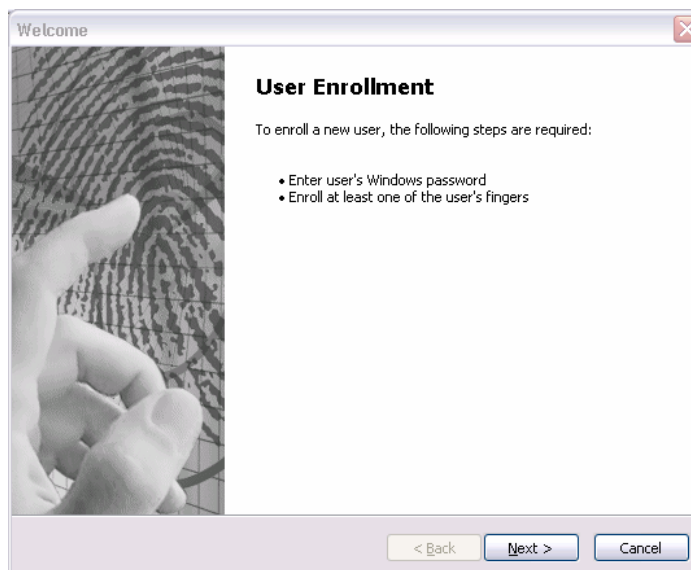 Welcome
User Enrollment
To enroll a new user, the following steps are required:
• Enter user's Windows password
• Enroll at least one of the user's fingers
< Back
Next >
Cancel